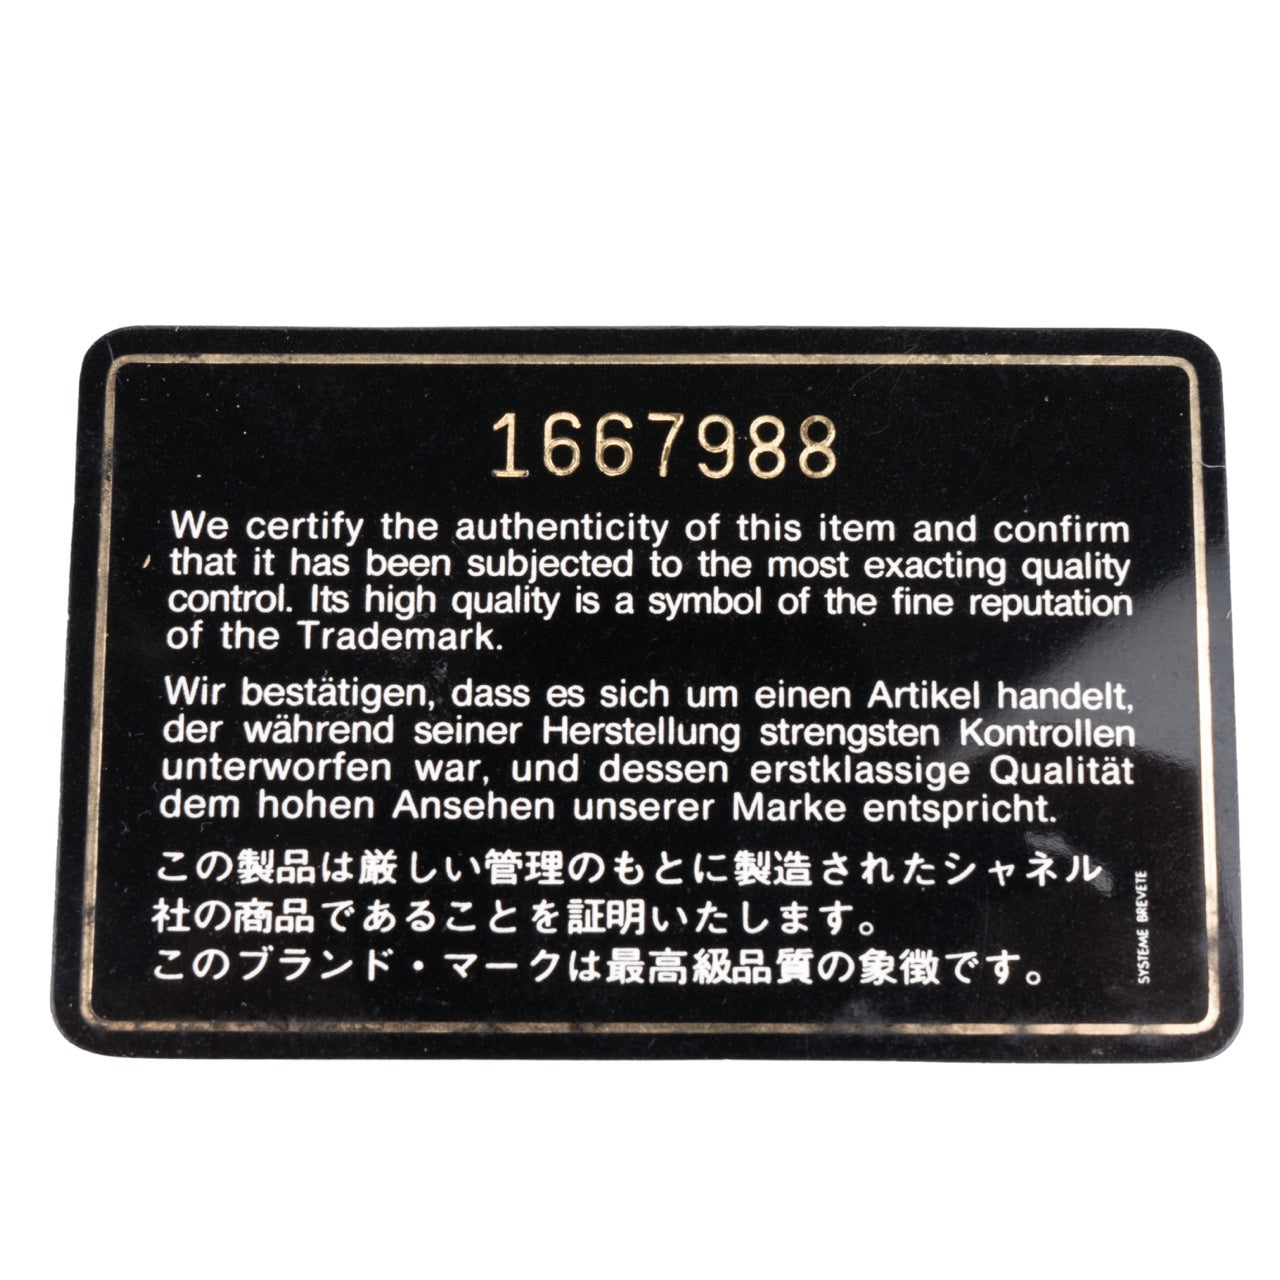 1667988
We certify the authenticity of this item and confirm
that it has been subjected to the most exacting quality
control. Its high quality is a symbol of the fine reputation
of the Trademark.
Wir bestätigen, dass es sich um einen Artikel handelt,
der während seiner Herstellung strengsten Kontrollen
unterworfen war, und dessen erstklassige Qualität
dem hohen Ansehen unserer Marke entspricht.
この製品は厳しい管理のもとに製造されたシャネル
社の商品であることを証明いたします。
このブランド・マークは最高級品質の象徴です。
SYSTEME BREVETE